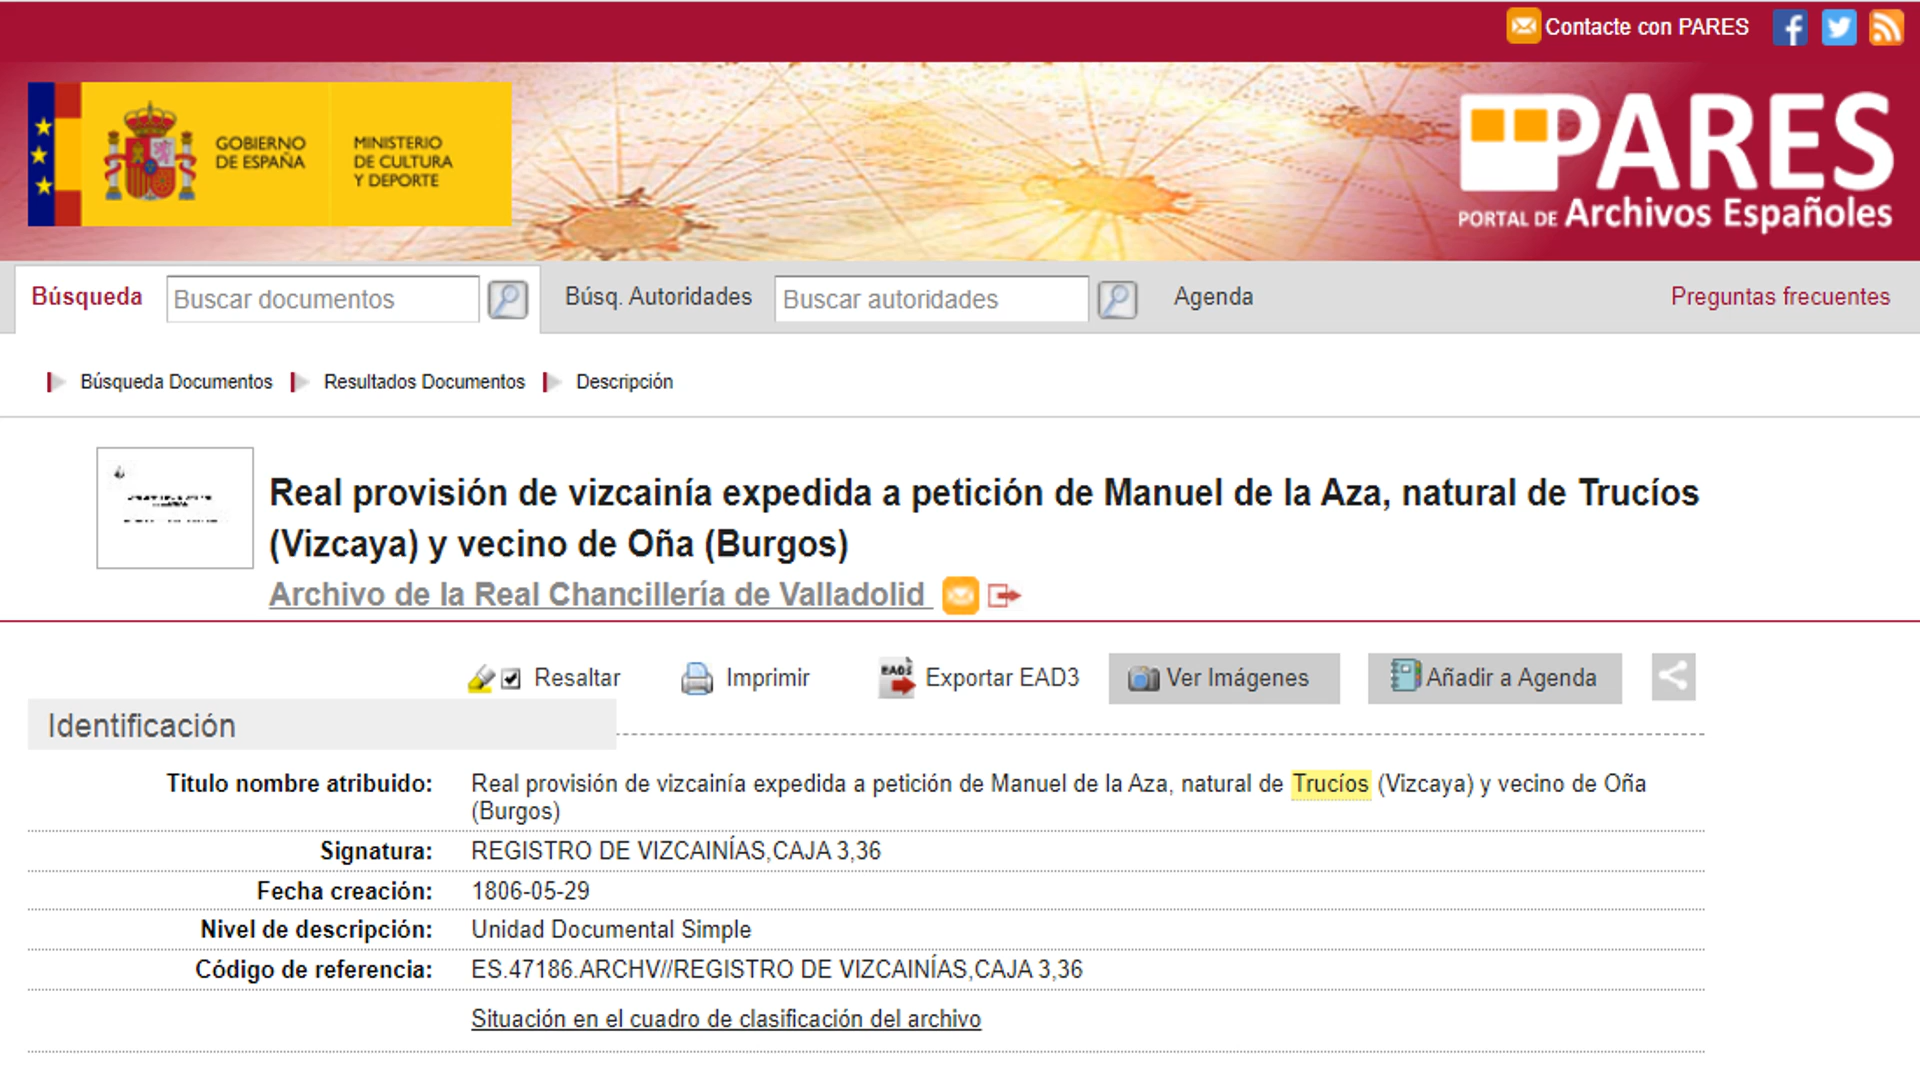 Contacte con PARES
GOBIERNO
DE ESPAÑA
MINISTERIO
DE CULTURA
Y DEPORTE
PARES
PORTAL DE Archivos Españoles
Búsqueda
Buscar documentos
Búsq. Autoridades
Buscar autoridades
Agenda
Preguntas frecuentes
Búsqueda Documentos
Resultados Documentos
Descripción
Real provisión de vizcainía expedida a petición de Manuel de la Aza, natural de Trucíos
(Vizcaya) y vecino de Oña (Burgos)
Archivo de la Real Chancillería de Valladolid
Resaltar
Imprimir
EAD3
Exportar EAD3
Ver Imágenes
Añadir a Agenda
Identificación
Titulo nombre atribuido: Real provisión de vizcainía expedida a petición de Manuel de la Aza, natural de Trucíos (Vizcaya) y vecino de Oña
(Burgos)
Signatura: REGISTRO DE VIZCAINÍAS,CAJA 3,36
Fecha creación: 1806-05-29
Nivel de descripción: Unidad Documental Simple
Código de referencia: ES.47186.ARCHV//REGISTRO DE VIZCAINÍAS,CAJA 3,36
Situación en el cuadro de clasificación del archivo